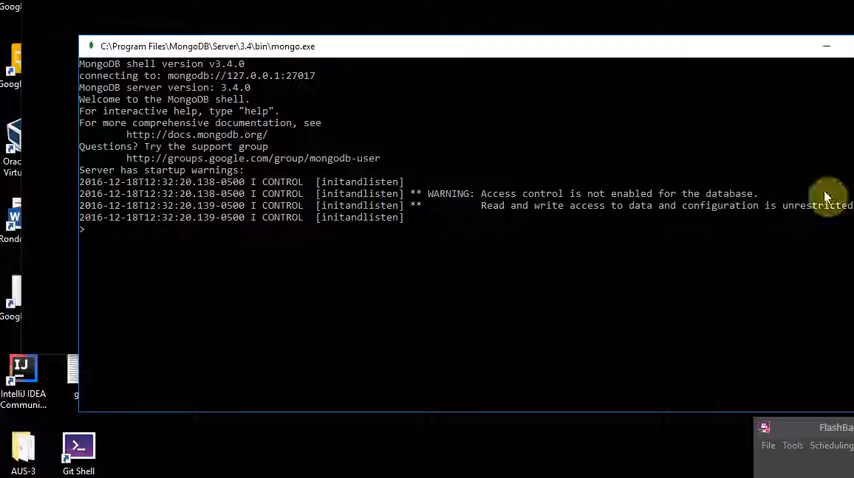 Googl
C:\Program Files\MongoDB\Server\3.4\bin\mongo.exe
MongoDB shell version v3.4.0
connecting to: mongodb://127.0.0.1:27017
MongoDB server version: 3.4.0
Welcome to the MongoDB shell.
For interactive help, type "help".
For more comprehensive documentation, see
http://docs.mongodb.org/
Questions? Try the support group
http://groups.google.com/group/mongodb-user
Server has startup warnings:
2016-12-18T12:32:20.138-0500 I CONTROL  [initandlisten]
2016-12-18T12:32:20.139-0500 I CONTROL  [initandlisten] ** WARNING: Access control is not enabled for the database.
2016-12-18T12:32:20.139-0500 I CONTROL  [initandlisten] **          Read and write access to data and configuration is unrestricted
2016-12-18T12:32:20.139-0500 I CONTROL  [initandlisten]
>
Googl
Orac
Virtu
Rondo
Googl
IJ
IntelliJ IDEA
Communi...
g
AUS-3
Git Shell
FlashBa
File Tools Scheduling